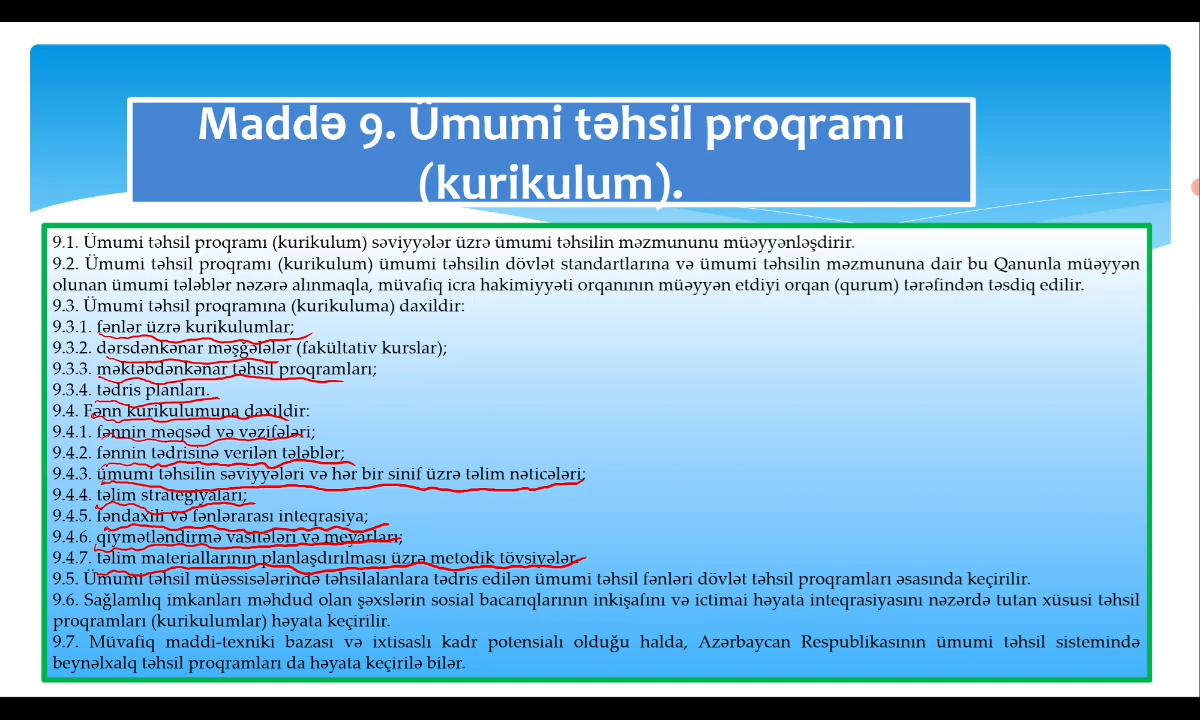 Maddə 9. Ümumi təhsil proqramı
(kurikulum).
9.1. Ümumi təhsil proqramı (kurikulum) səviyyələr üzrə ümumi təhsilin məzmununu müəyyənləşdirir.
9.2. Ümumi təhsil proqramı (kurikulum) ümumi təhsilin dövlət standartlarına və ümumi təhsilin məzmununa dair bu Qanunla müəyyən
olunan ümumi tələblər nəzərə alınmaqla, müvafiq icra hakimiyyəti orqanının müəyyən etdiyi orqan (qurum) tərəfindən təsdiq edilir.
9.3. Ümumi təhsil proqramına (kurikuluma) daxildir:
9.3.1. fənlər üzrə kurikulumlar;
9.3.2. dərsdənkənar məşğələlər (fakültativ kurslar);
9.3.3. məktəbdənkənar təhsil proqramları;
9.3.4. tədris planları.
9.4. Fənn kurikulumuna daxildir:
9.4.1. fənnin məqsəd və vəzifələri;
9.4.2. fənnin tədrisinə verilən tələblər;
9.4.3. ümumi təhsilin səviyyələri və hər bir sinif üzrə təlim nəticələri;
9.4.4. təlim strategiyaları;
9.4.5. fəndaxili və fənlərarası inteqrasiya;
9.4.6. qiymətləndirmə vasitələri və meyarları;
9.4.7. təlim materiallarının planlaşdırılması üzrə metodik tövsiyələr.
9.5. Ümumi təhsil müəssisələrində təhsilalanlara tədris edilən ümumi təhsil fənləri dövlət təhsil proqramları əsasında keçirilir.
9.6. Sağlamlıq imkanları məhdud olan şəxslərin sosial bacarıqlarının inkişafını və ictimai həyata inteqrasiyasını nəzərdə tutan xüsusi təhsil
proqramları (kurikulumlar) həyata keçirilir.
9.7. Müvafiq maddi-texniki bazası və ixtisaslı kadr potensialı olduğu halda, Azərbaycan Respublikasının ümumi təhsil sistemində
beynəlxalq təhsil proqramları da həyata keçirilə bilər.